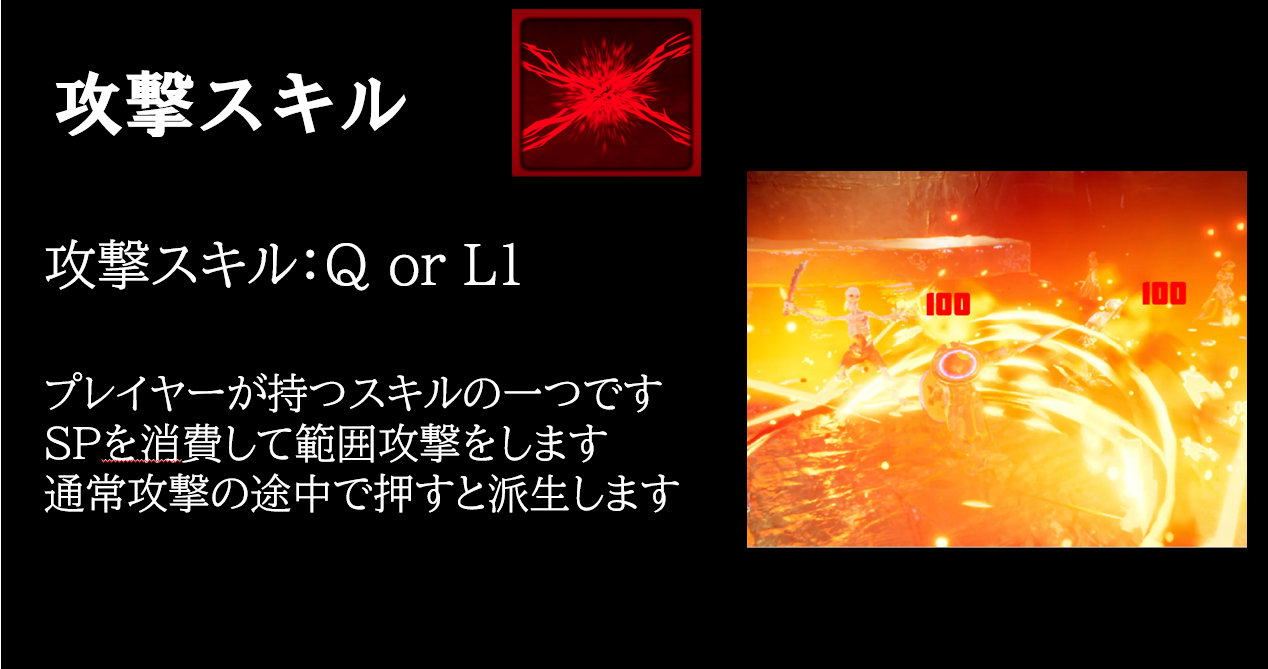 攻撃スキル
攻撃スキル：Q or L1
プレイヤーが持つスキルの一つです
SPを消費して範囲攻撃をします
通常攻撃の途中で押すと派生します
100
100